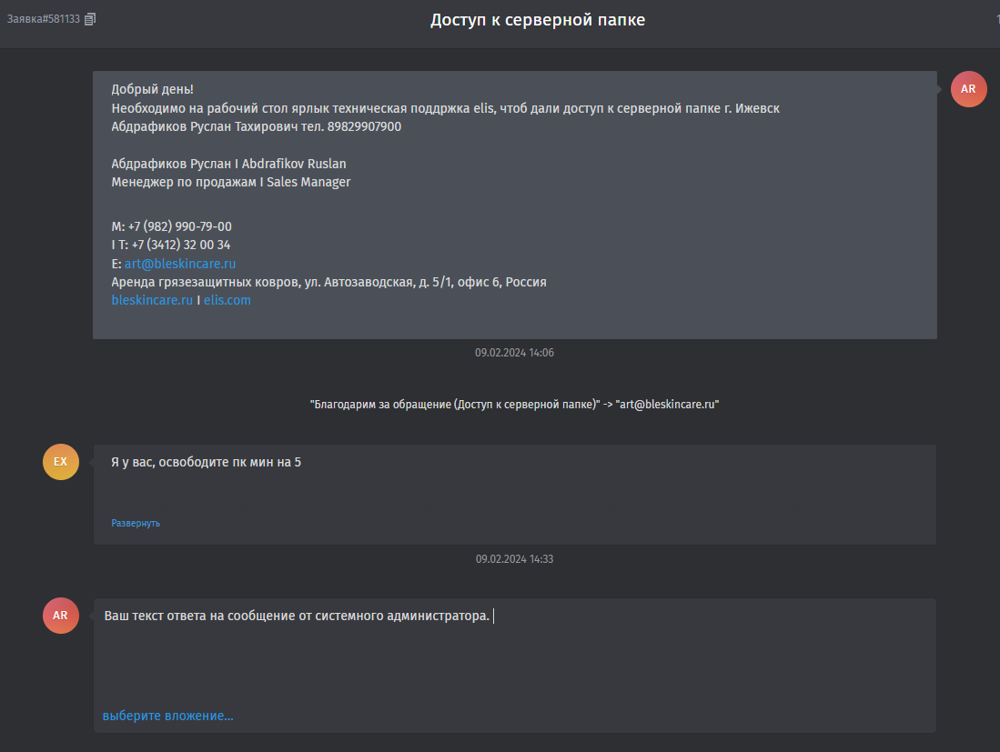 Заявка#581133
Доступ к серверной папке
Добрый день!
AR
Необходимо на рабочий стол ярлык техническая поддржка elis, чтоб дали доступ к серверной папке г. Ижевск
Абдрафиков Руслан Тахирович тел. 89829907900
Абдрафиков Руслан I Abdrafikov Ruslan
Менеджер по продажам I Sales Manager
M: +7 (982) 990-79-00
I T: +7 (3412) 32 00 34
E: art@bleskincare.ru
Аренда грязезащитных ковров, ул. Автозаводская, д. 5/1, офис 6, Россия
bleskincare.ru I elis.com
09.02.2024 14:06
"Благодарим за обращение (Доступ к серверной папке)" -> "art@bleskincare.ru"
EX
Я у вас, освободите пк мин на 5
Развернуть
09.02.2024 14:33
AR
Ваш текст ответа на сообщение от системного администратора.
выберите вложение...